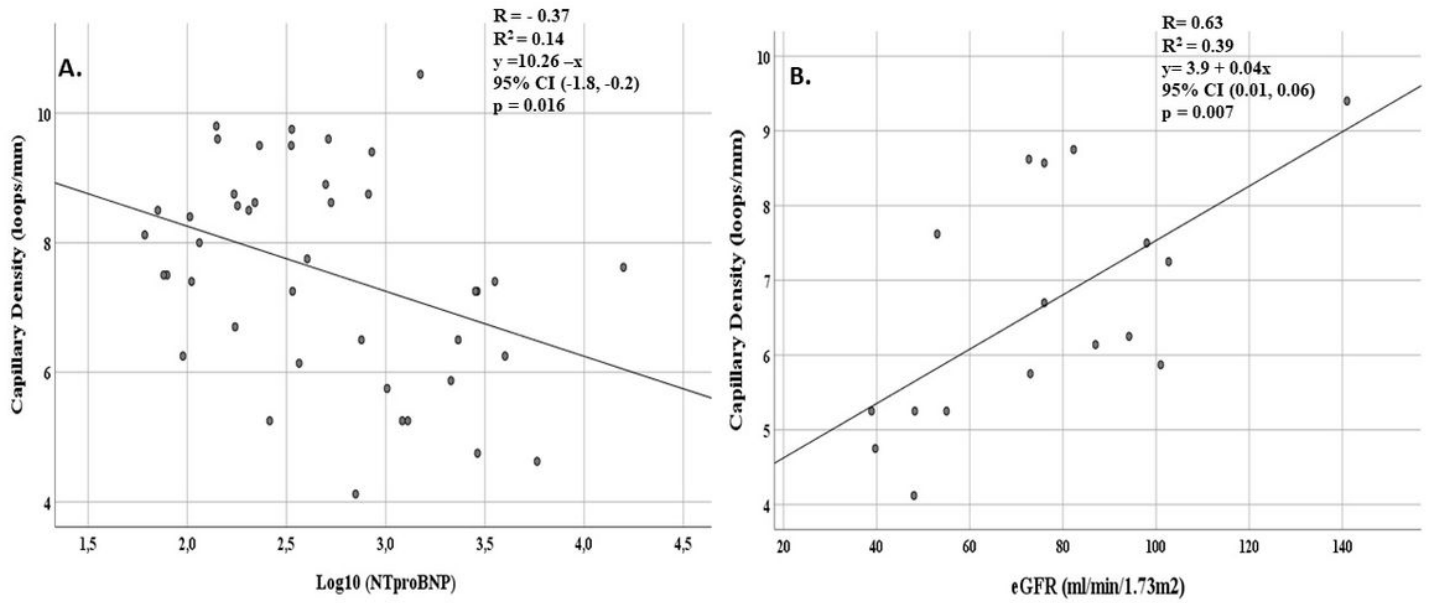 R = - 0.37
R² = 0.14
y =10.26 –x
95% CI (-1.8, -0.2)
p = 0.016
A.
Capillary Density (loops/mm)
10
8
6
4
1,5 2,0 2,5 3,0 3,5 4,0 4,5
Log10 (NTproBNP)
R= 0.63
R² = 0.39
y= 3.9 + 0.04x
95% CI (0.01, 0.06)
p = 0.007
B.
Capillary Density (loops/mm)
10
9
8
7
6
5
4
20 40 60 80 100 120 140
eGFR (ml/min/1.73m2)